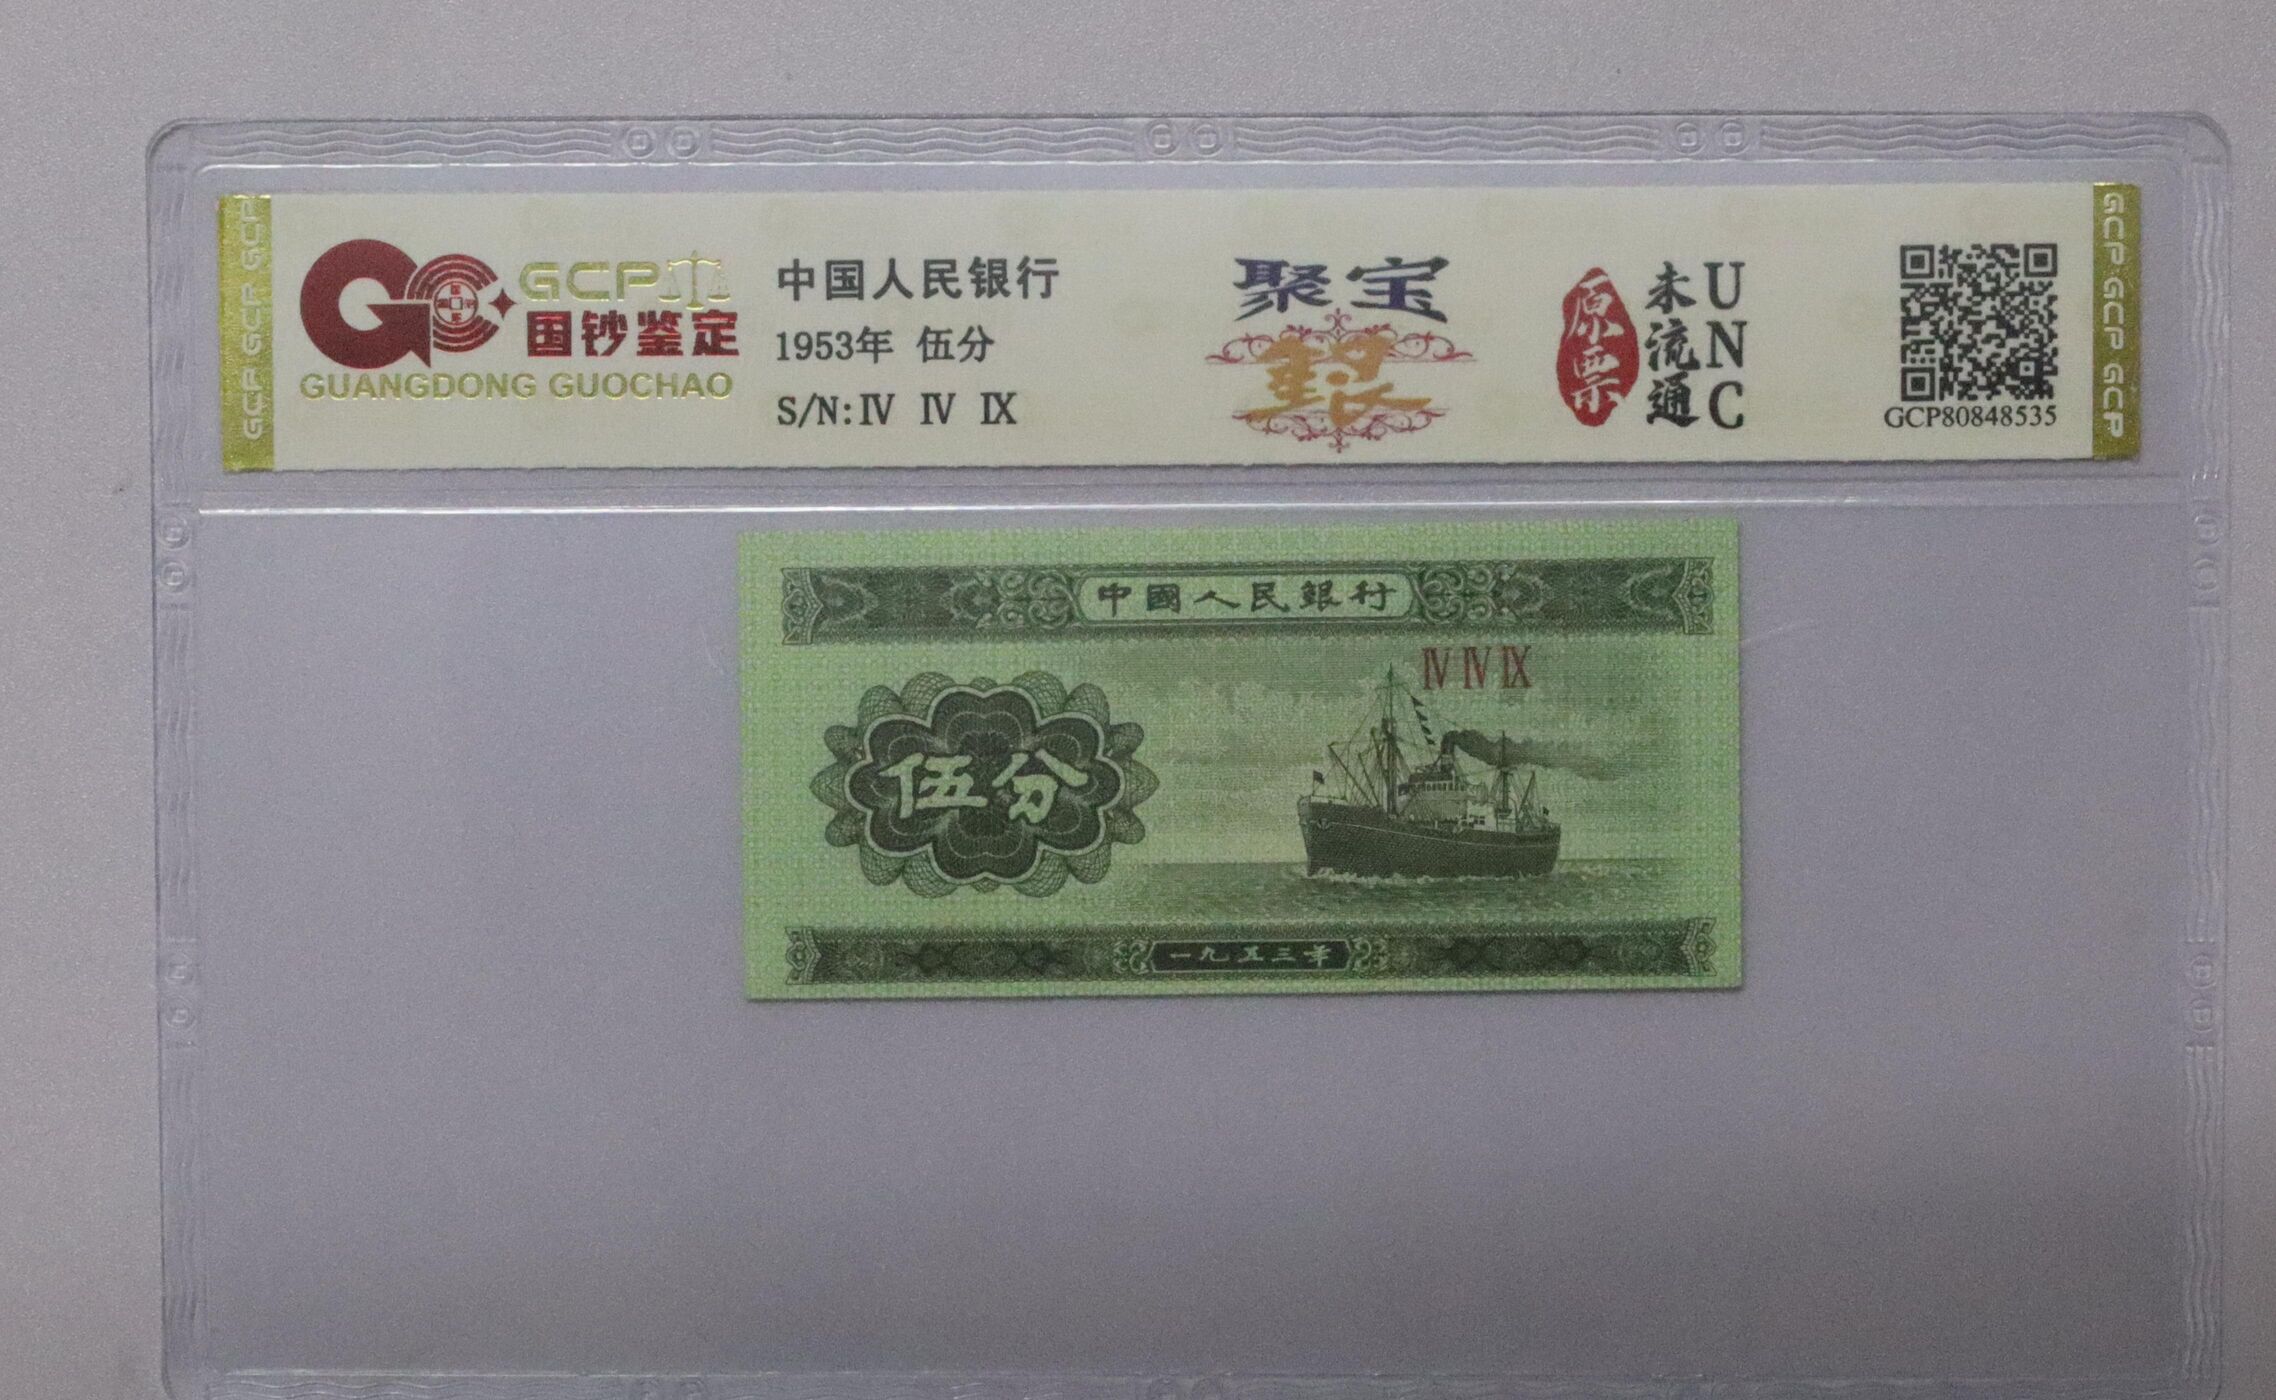 GCP GCP GCP
GCP
国钞鉴定
GUANGDONG GUOCHAO
中国人民银行
1953年 伍分
S/N: Ⅳ Ⅳ Ⅸ
聚宝
原票
未流通
UNC
GCP80848535
GCP GCP GCP
中國人民銀行
Ⅳ Ⅳ Ⅸ
伍分
一九五三年